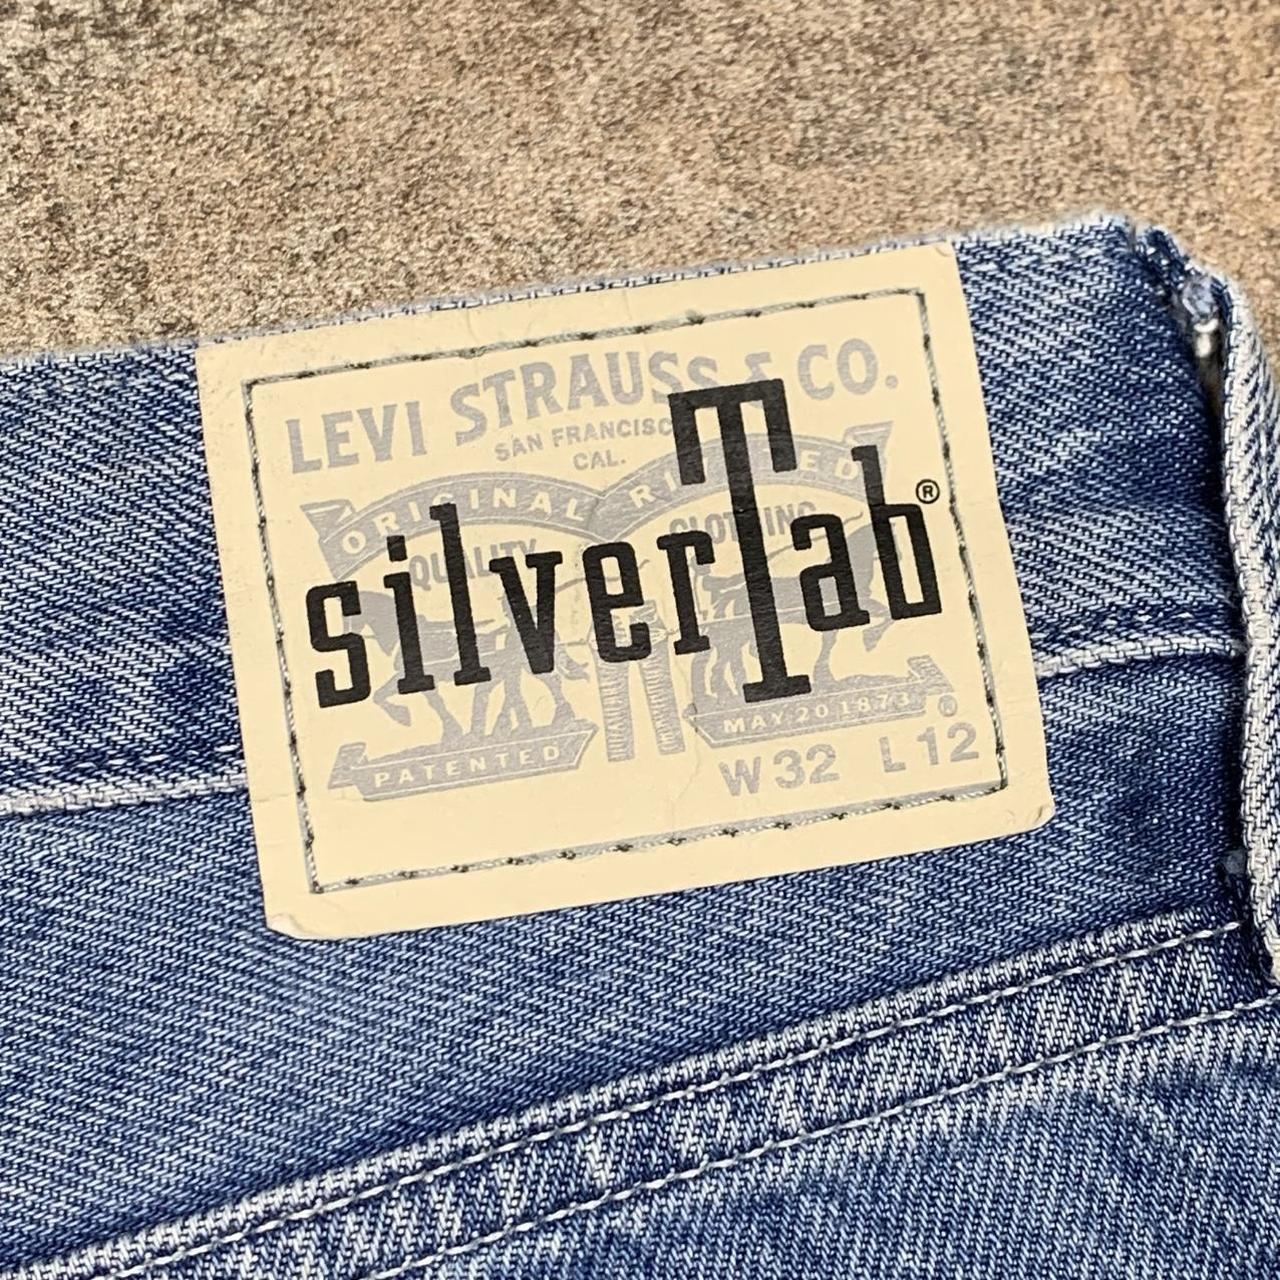 LEVI STRAUSS & CO.
SAN FRANCISCO
CAL.
ORIGINAL RIVETED
QUALITY CLOTHING
silverTab®
PATENTED MAY 20 1873 ®
W32 L12